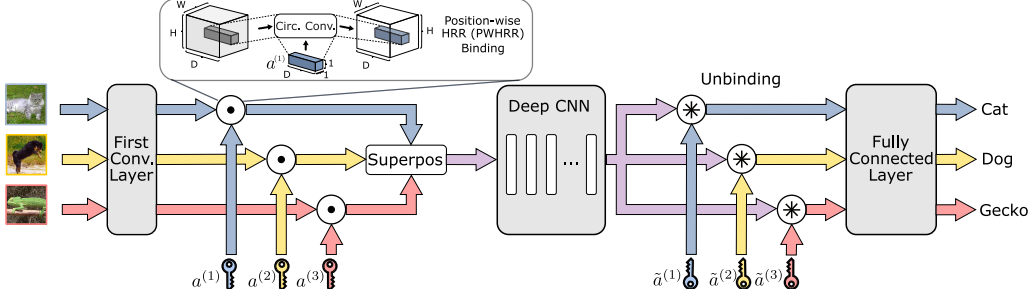 W
H
D
Circ. Conv.
a^{(1)}
D
1
1
W
H
D
Position-wise
HRR (PWHRR)
Binding
First
Conv.
Layer
Superpos
Deep CNN
...
Unbinding
Fully
Connected
Layer
Cat
Dog
Gecko
a^{(1)}
a^{(2)}
a^{(3)}
ã^{(1)}
ã^{(2)}
ã^{(3)}